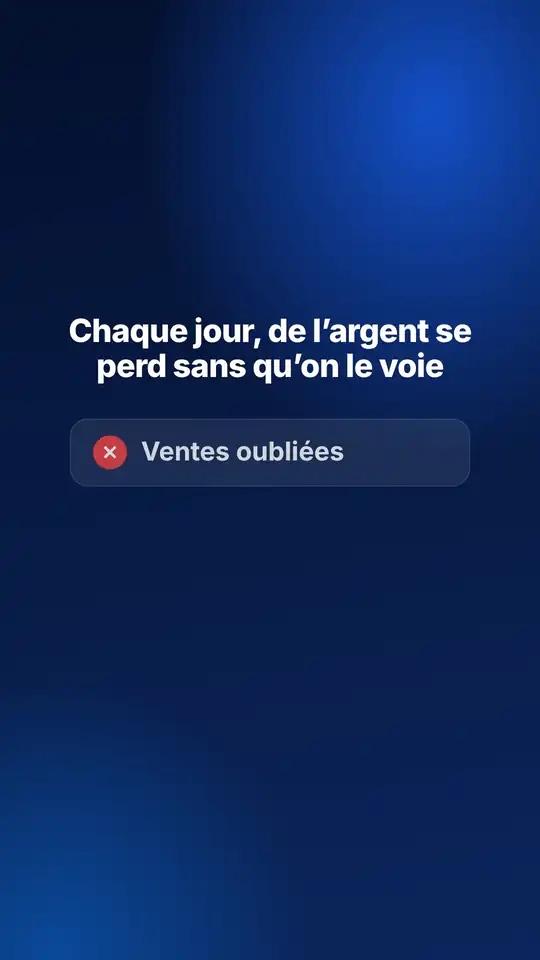 Chaque jour, de l’argent se
perd sans qu’on le voie
Ventes oubliées